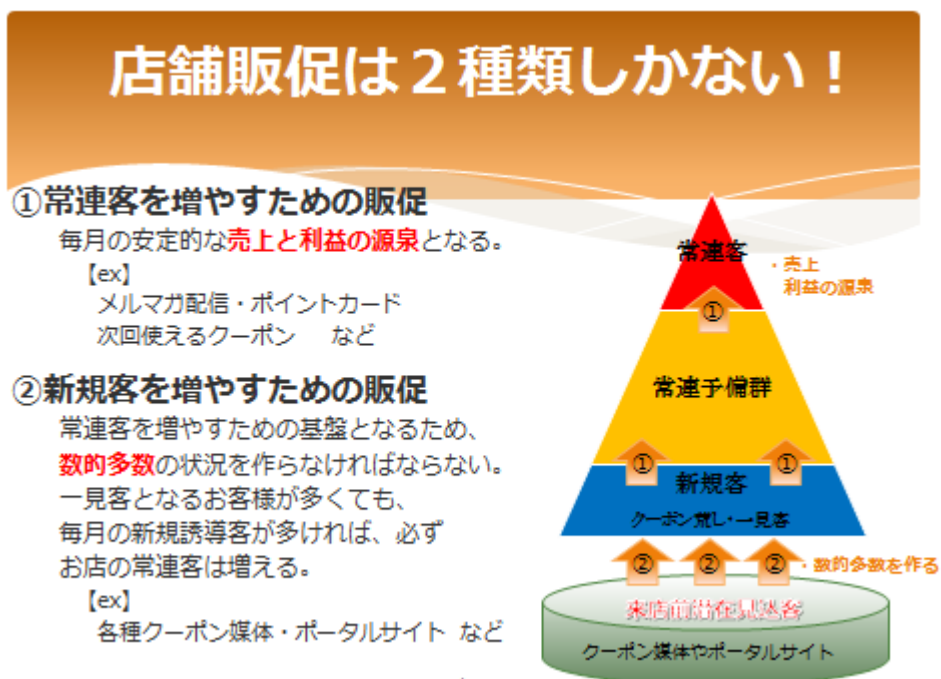 店舗販促は２種類しかない！
①常連客を増やすための販促
毎月の安定的な売上と利益の源泉となる。
【ex】
メルマガ配信・ポイントカード
次回使えるクーポン　など
②新規客を増やすための販促
常連客を増やすための基盤となるため、
数的多数の状況を作らなければならない。
一見客となるお客様が多くても、
毎月の新規誘導客が多ければ、必ず
お店の常連客は増える。
【ex】
各種クーポン媒体・ポータルサイト など
常連客
・売上
利益の源泉
①
常連予備群
① ①
新規客
クーポン荒し・一見客
② ② ②
・数的多数を作る
来店前潜在見込客
クーポン媒体やポータルサイト